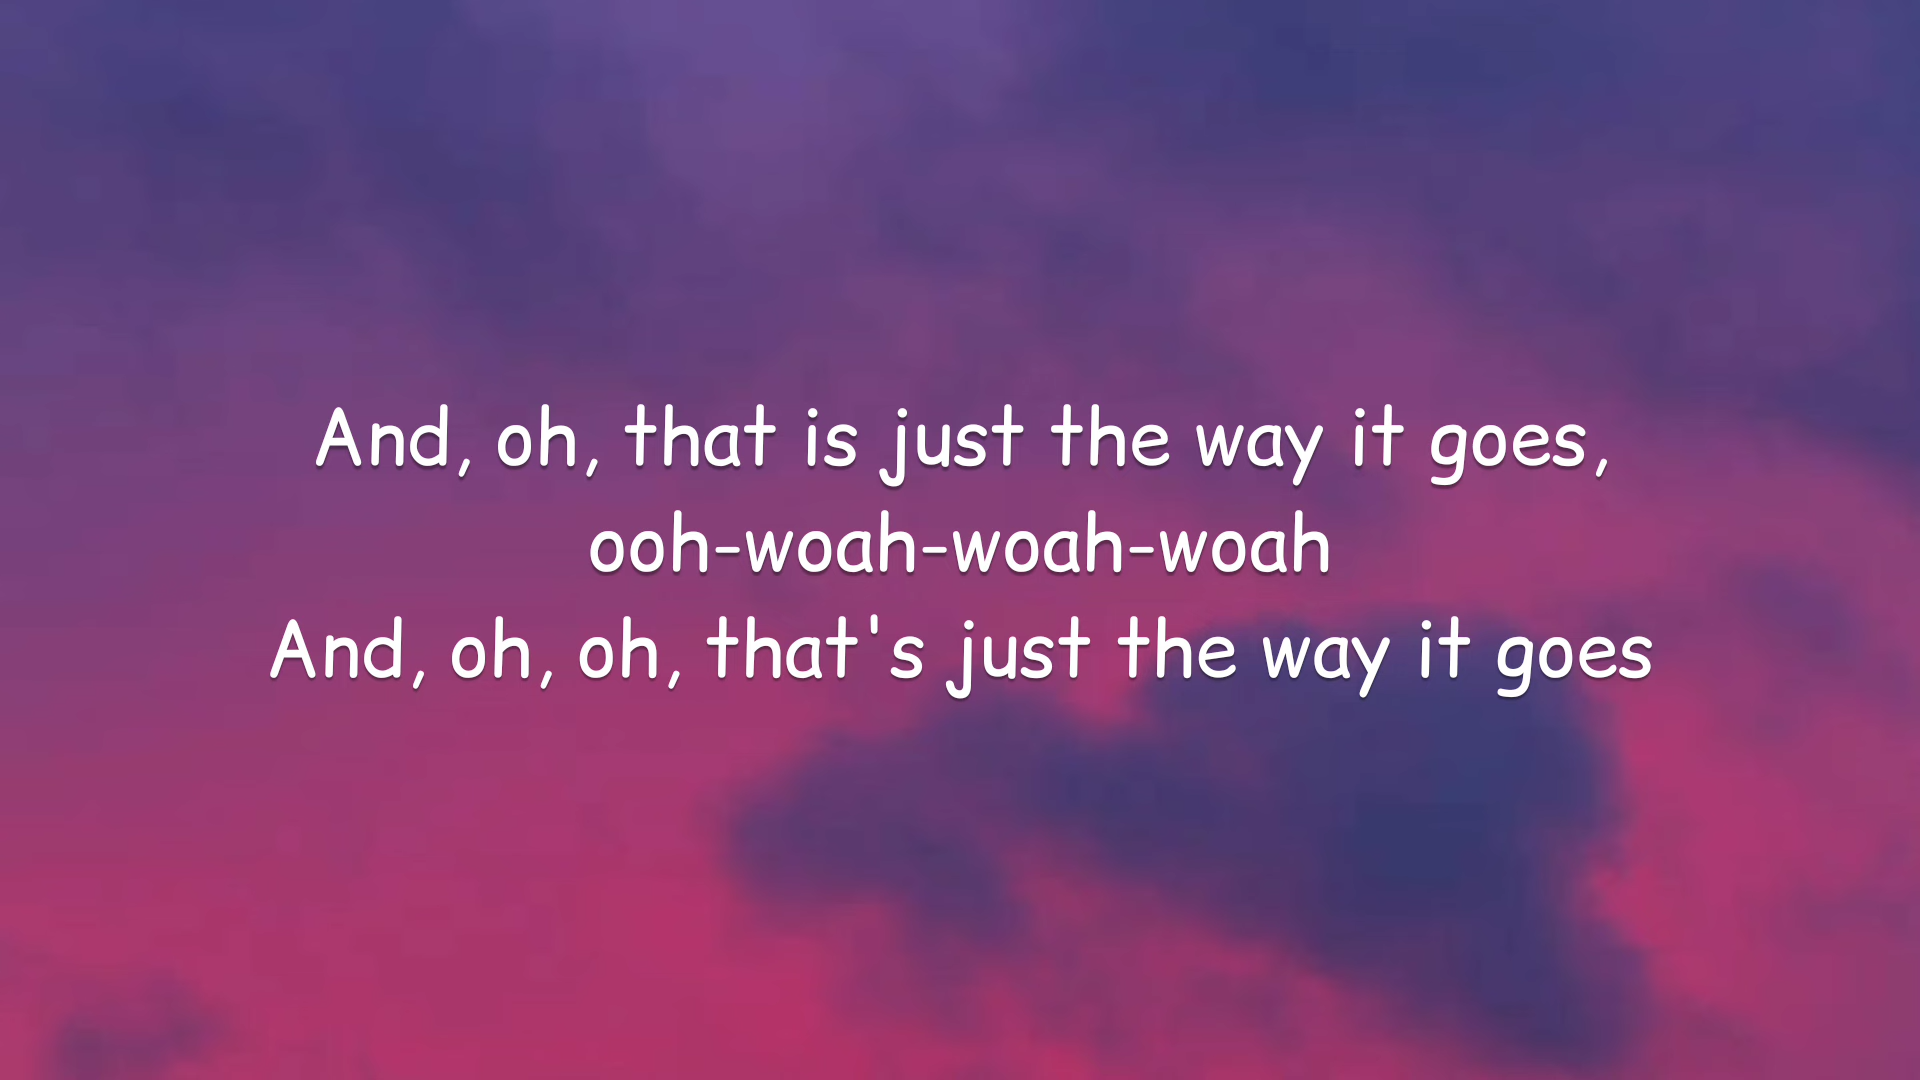 And, oh, that is just the way it goes,
ooh-woah-woah-woah
And, oh, oh, that's just the way it goes